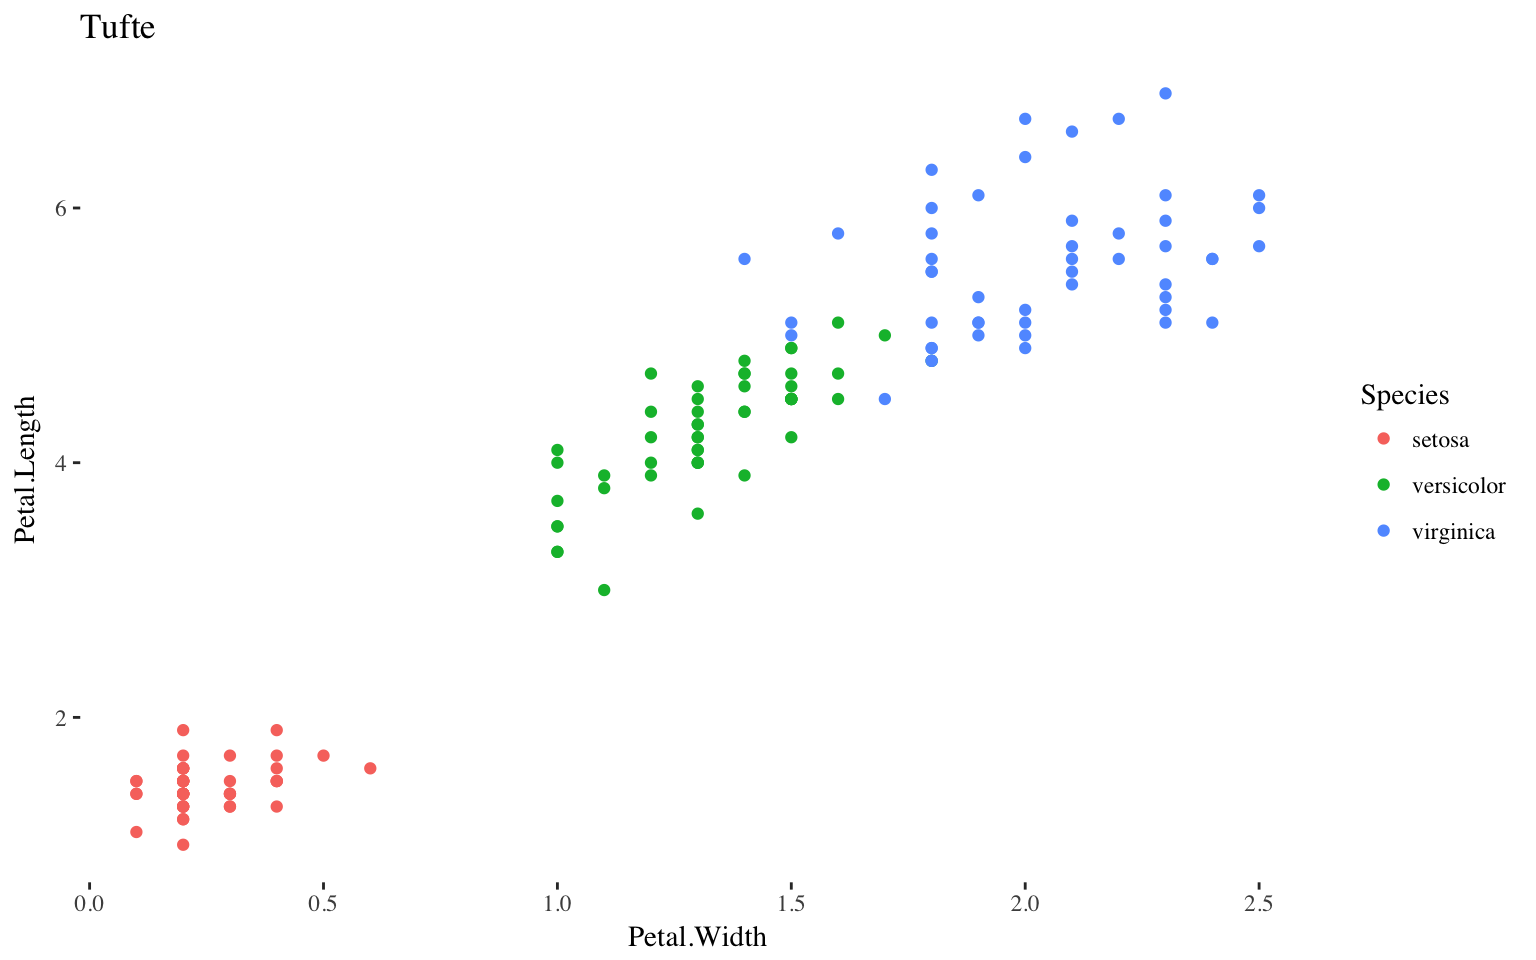 Tufte
6
4
2
Petal.Length
0.0 0.5 1.0 1.5 2.0 2.5
Petal.Width
Species
setosa
versicolor
virginica